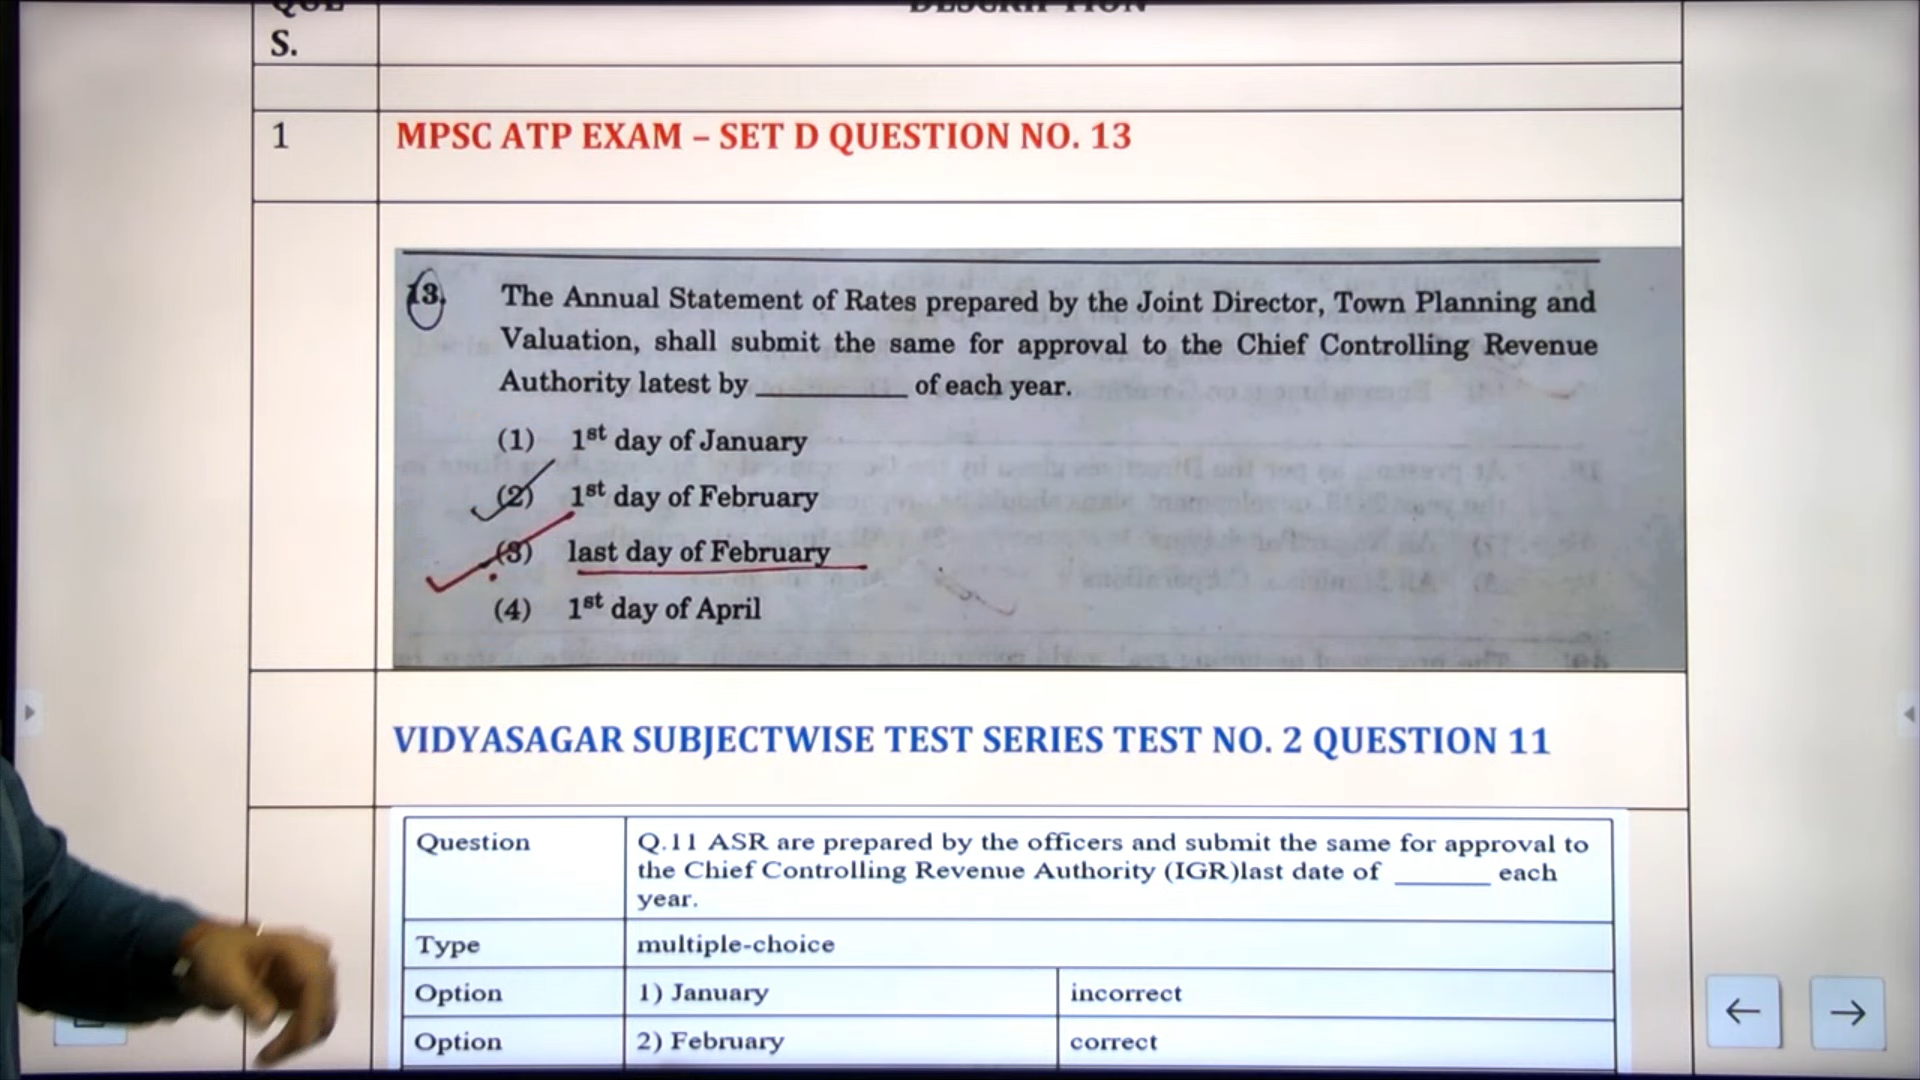 QUE
S.
DESCRIPTION
1
MPSC ATP EXAM – SET D QUESTION NO. 13
13.
The Annual Statement of Rates prepared by the Joint Director, Town Planning and
Valuation, shall submit the same for approval to the Chief Controlling Revenue
Authority latest by __________ of each year.
(1) 1st day of January
(2) 1st day of February
(3) last day of February
(4) 1st day of April
VIDYASAGAR SUBJECTWISE TEST SERIES TEST NO. 2 QUESTION 11
Question
Q.11 ASR are prepared by the officers and submit the same for approval to
the Chief Controlling Revenue Authority (IGR)last date of _______ each
year.
Type
multiple-choice
Option
1) January
incorrect
Option
2) February
correct